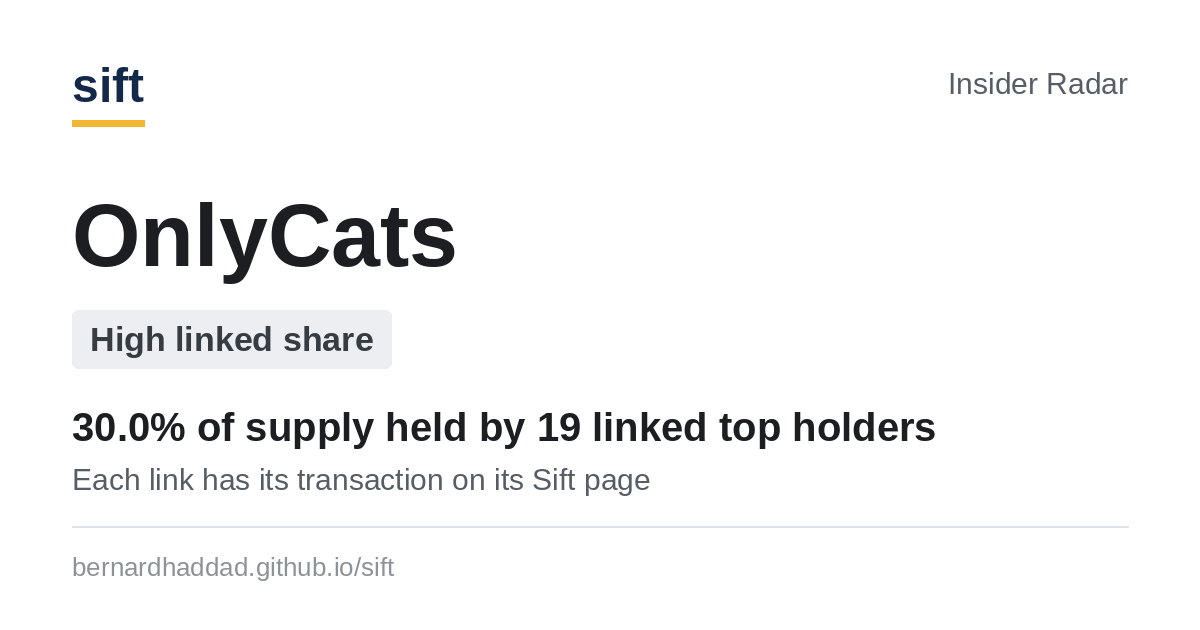 sift
Insider Radar
OnlyCats
High linked share
30.0% of supply held by 19 linked top holders
Each link has its transaction on its Sift page
bernardhaddad.github.io/sift